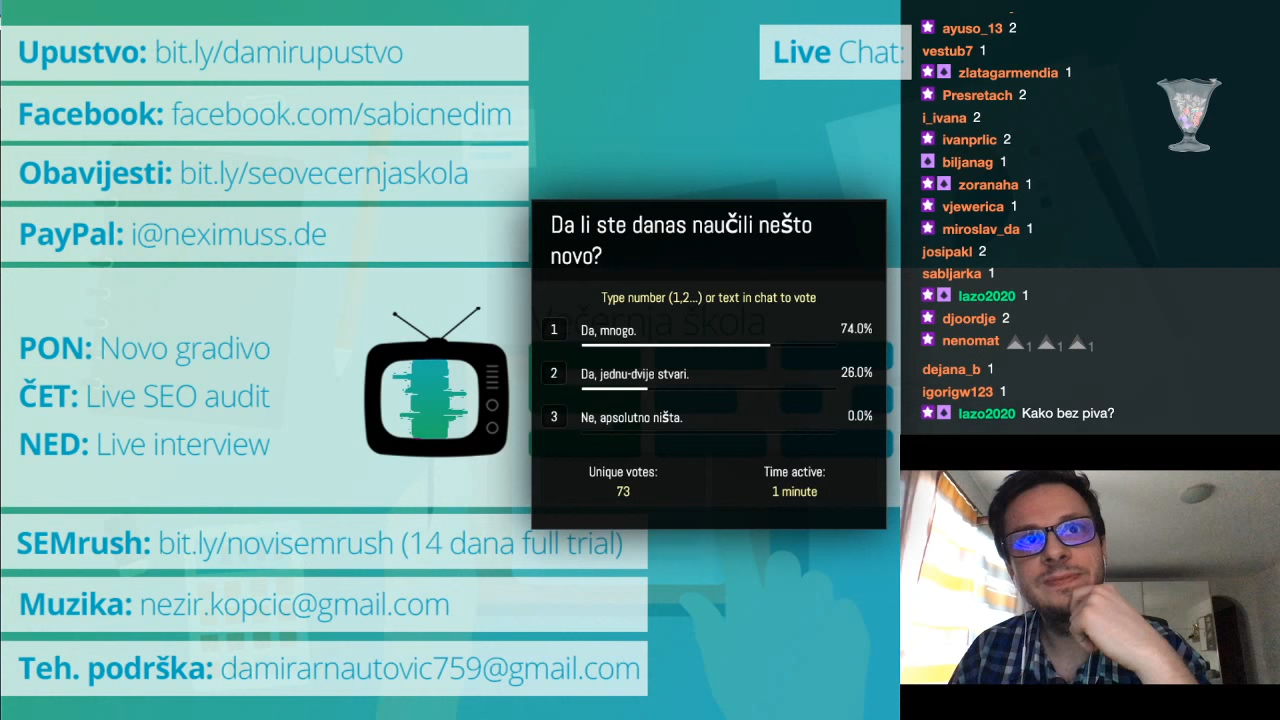 Upustvo: bit.ly/damirupustvo
Facebook: facebook.com/sabicnedim
Obavijesti: bit.ly/seovecernjaskola
PayPal: i@neximuss.de
PON: Novo gradivo
ČET: Live SEO audit
NED: Live interview
SEMrush: bit.ly/novisemrush (14 dana full trial)
Muzika: nezir.kopcic@gmail.com
Teh. podrška: damirarnautovic759@gmail.com
Live Chat:
Da li ste danas naučili nešto
novo?
Type number (1,2...) or text in chat to vote
Večernja škola
1 Da, mnogo. 74.0%
2 Da, jednu-dvije stvari. 26.0%
3 Ne, apsolutno ništa. 0.0%
Unique votes: Time active:
73 1 minute
ayuso_13 2
vestub7 1
zlatagarmendia 1
Presretach 2
i_ivana 2
ivanprlic 2
biljanag 1
zoranaha 1
vjewerica 1
miroslav_da 1
josipakl 2
sabljarka 1
lazo2020 1
djoordje 2
nenomat 1 1 1
dejana_b 1
igorigw123 1
lazo2020 Kako bez piva?